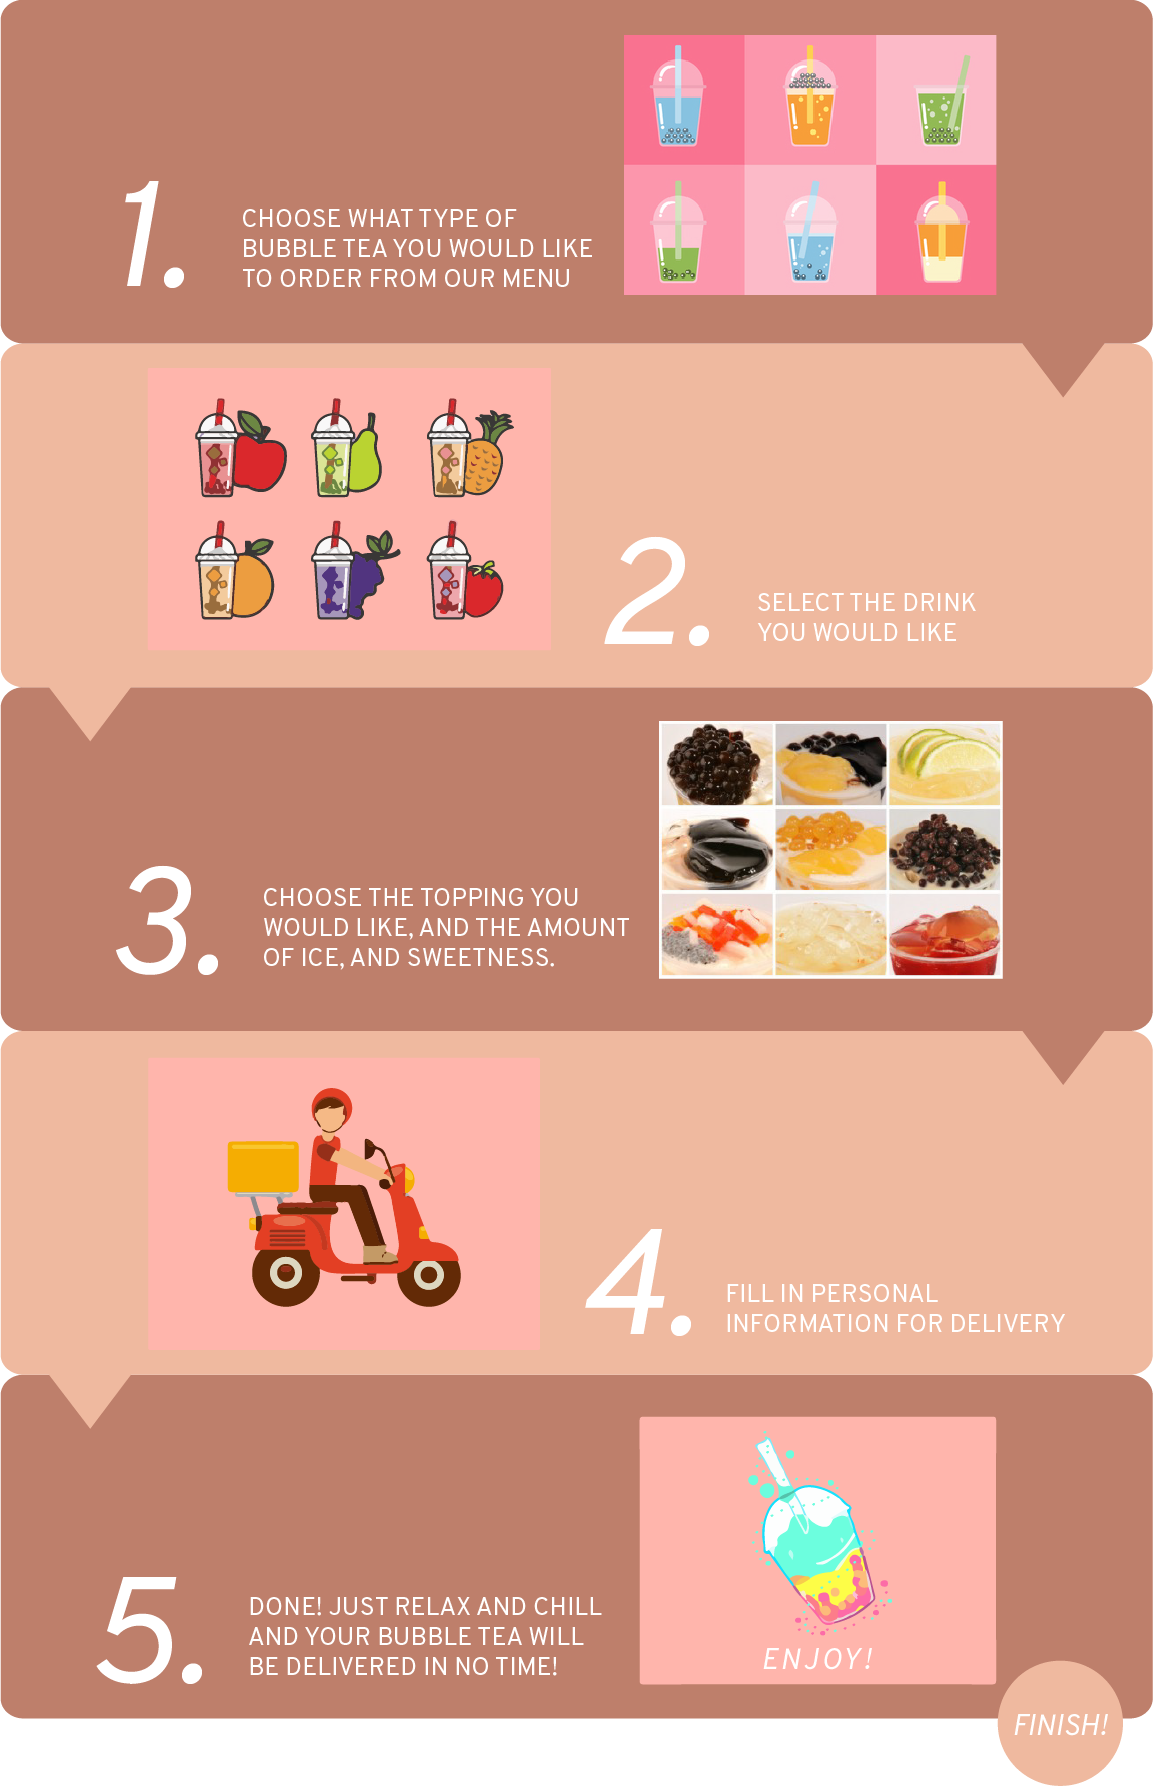 1.
CHOOSE WHAT TYPE OF
BUBBLE TEA YOU WOULD LIKE
TO ORDER FROM OUR MENU
2.
SELECT THE DRINK
YOU WOULD LIKE
3.
CHOOSE THE TOPPING YOU
WOULD LIKE, AND THE AMOUNT
OF ICE, AND SWEETNESS.
4.
FILL IN PERSONAL
INFORMATION FOR DELIVERY
5.
DONE! JUST RELAX AND CHILL
AND YOUR BUBBLE TEA WILL
BE DELIVERED IN NO TIME!
ENJOY!
FINISH!